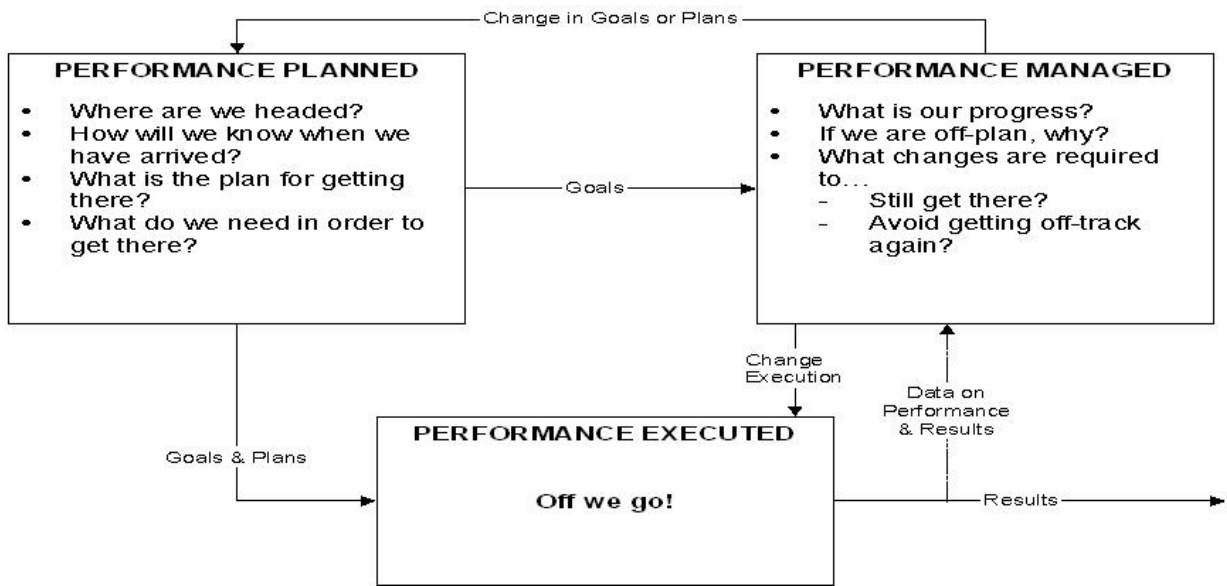 Change in Goals or Plans
PERFORMANCE PLANNED
• Where are we headed?
• How will we know when we
have arrived?
• What is the plan for getting
there?
• What do we need in order to
get there?
Goals
PERFORMANCE MANAGED
• What is our progress?
• If we are off-plan, why?
• What changes are required
to…
- Still get there?
- Avoid getting off-track
again?
Change
Execution
Data on
Performance
& Results
Goals & Plans
PERFORMANCE EXECUTED
Off we go!
Results